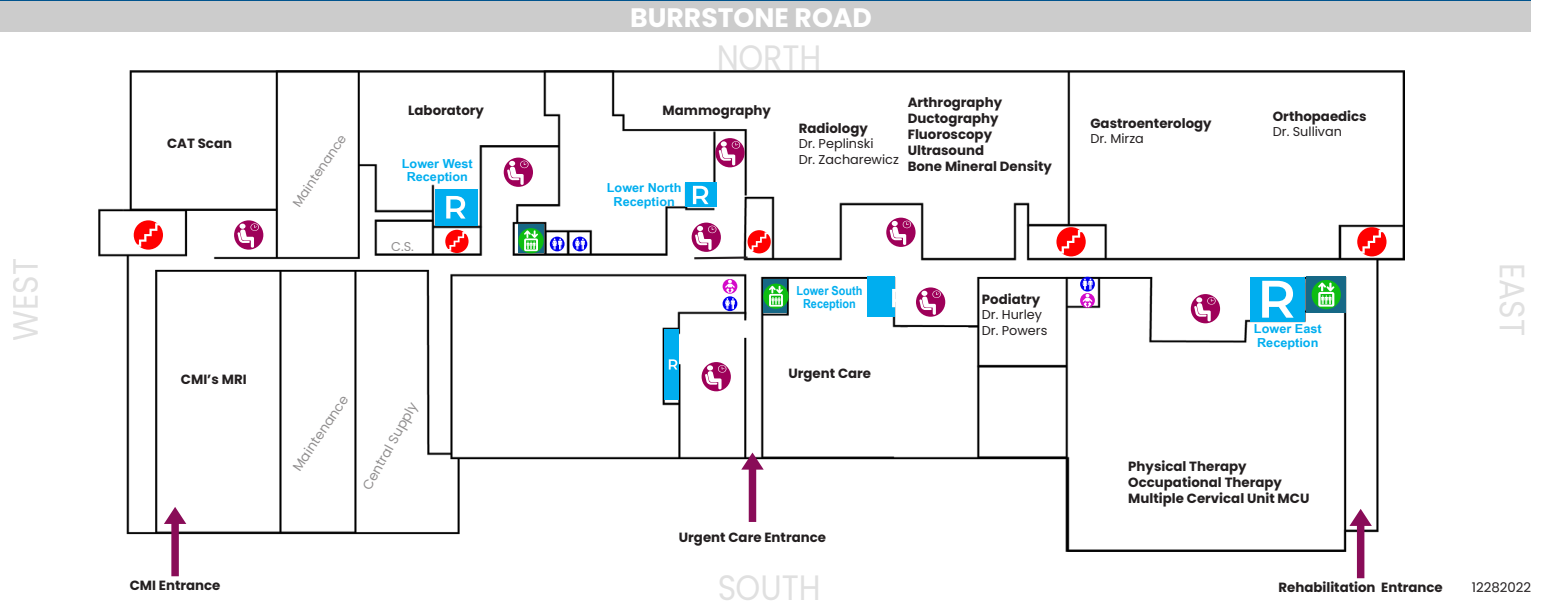 BURRSTONE ROAD
NORTH
CAT Scan
Maintenance
Laboratory
Lower West
Reception
R
C.S.
Mammography
Lower North
Reception
R
Radiology
Dr. Peplinski
Dr. Zacharewicz
Arthrography
Ductography
Fluoroscopy
Ultrasound
Bone Mineral Density
Gastroenterology
Dr. Mirza
Orthopaedics
Dr. Sullivan
WEST
EAST
CMI's MRI
Maintenance
Central Supply
R
Lower South
Reception
Urgent Care
Podiatry
Dr. Hurley
Dr. Powers
R
Lower East
Reception
Physical Therapy
Occupational Therapy
Multiple Cervical Unit MCU
CMI Entrance
Urgent Care Entrance
SOUTH
Rehabilitation Entrance
12282022